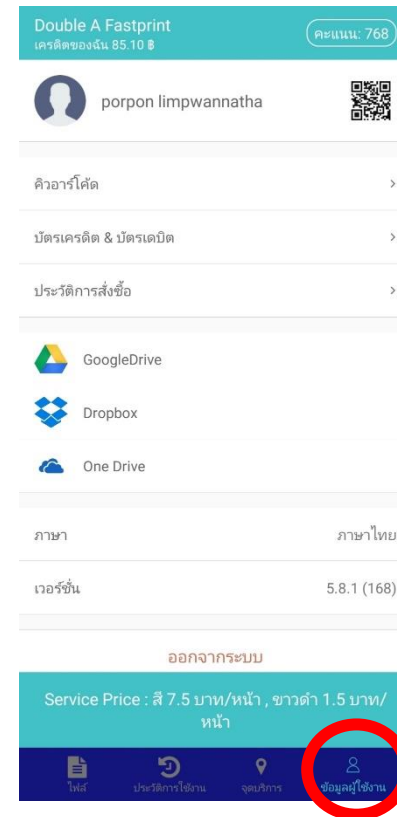 Double A Fastprint
เครดิตของฉัน 85.10 ฿
คะแนน: 768
porpon limpwannatha
คิวอาร์โค้ด
บัตรเครดิต & บัตรเดบิต
ประวัติการสั่งซื้อ
GoogleDrive
Dropbox
One Drive
ภาษา ภาษาไทย
เวอร์ชั่น 5.8.1 (168)
ออกจากระบบ
Service Price : สี 7.5 บาท/หน้า , ขาวดำ 1.5 บาท/
หน้า
ไฟล์ ประวัติการใช้งาน จุดบริการ ข้อมูลผู้ใช้งาน